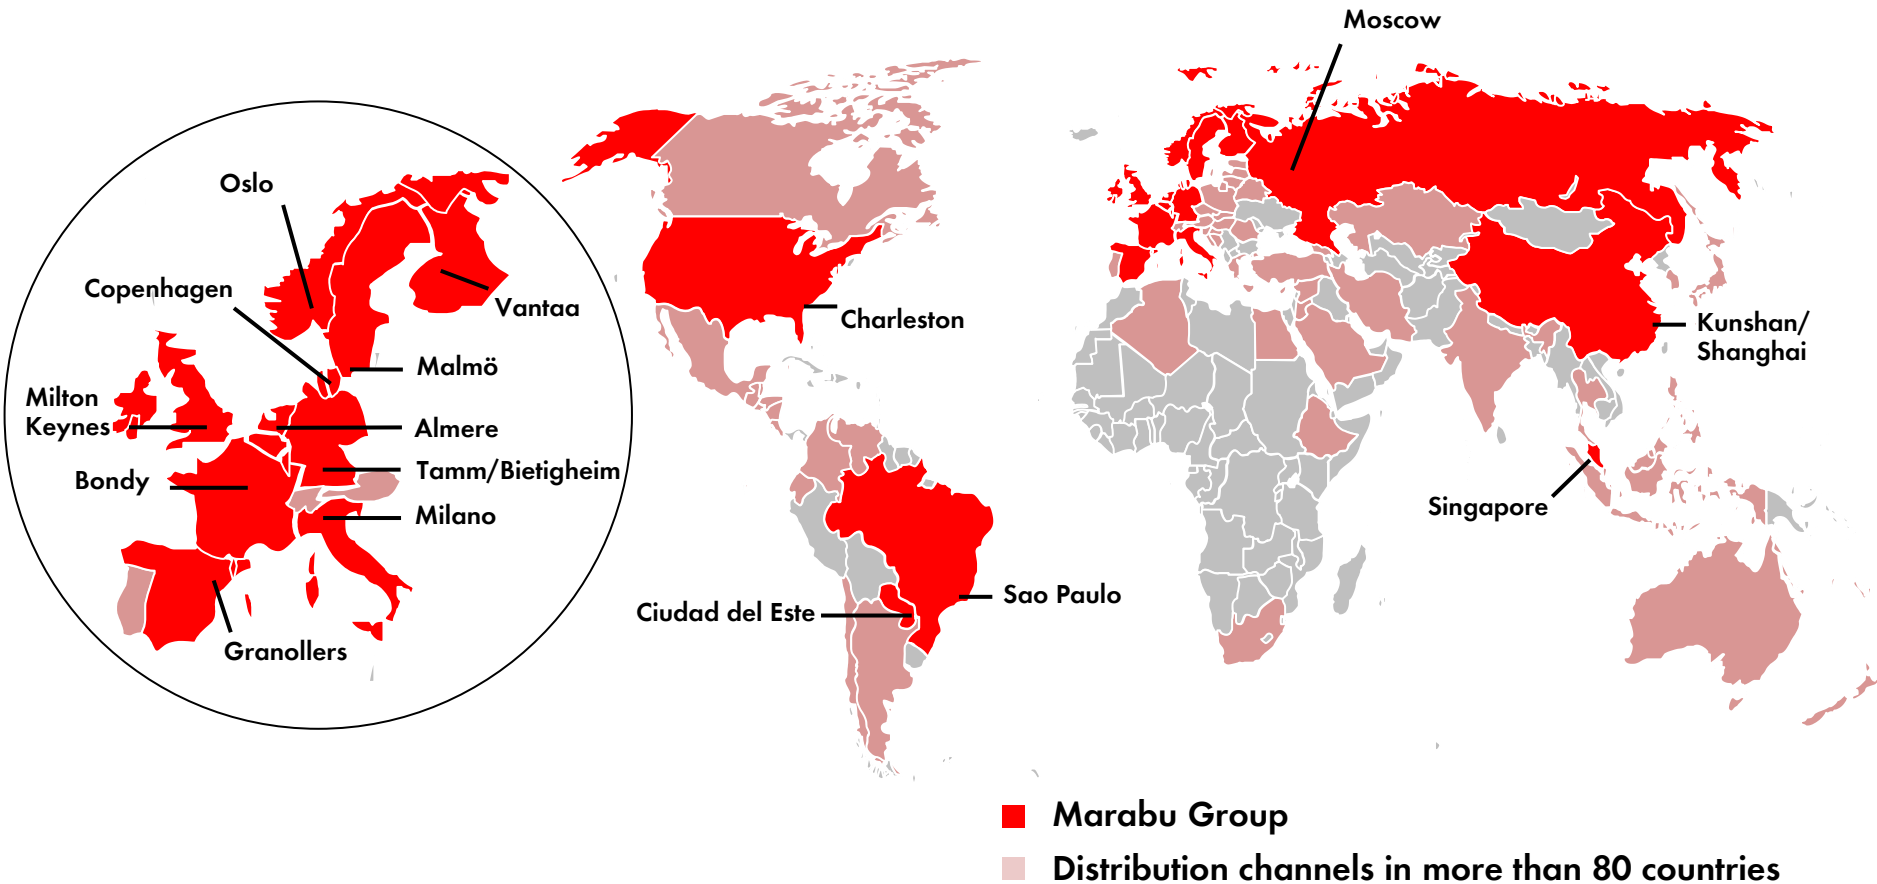 Moscow
Oslo
Copenhagen
Vantaa
Charleston
Kunshan/
Shanghai
Malmö
Milton
Keynes
Almere
Tamm/Bietigheim
Bondy
Milano
Singapore
Sao Paulo
Ciudad del Este
Granollers
Marabu Group
Distribution channels in more than 80 countries